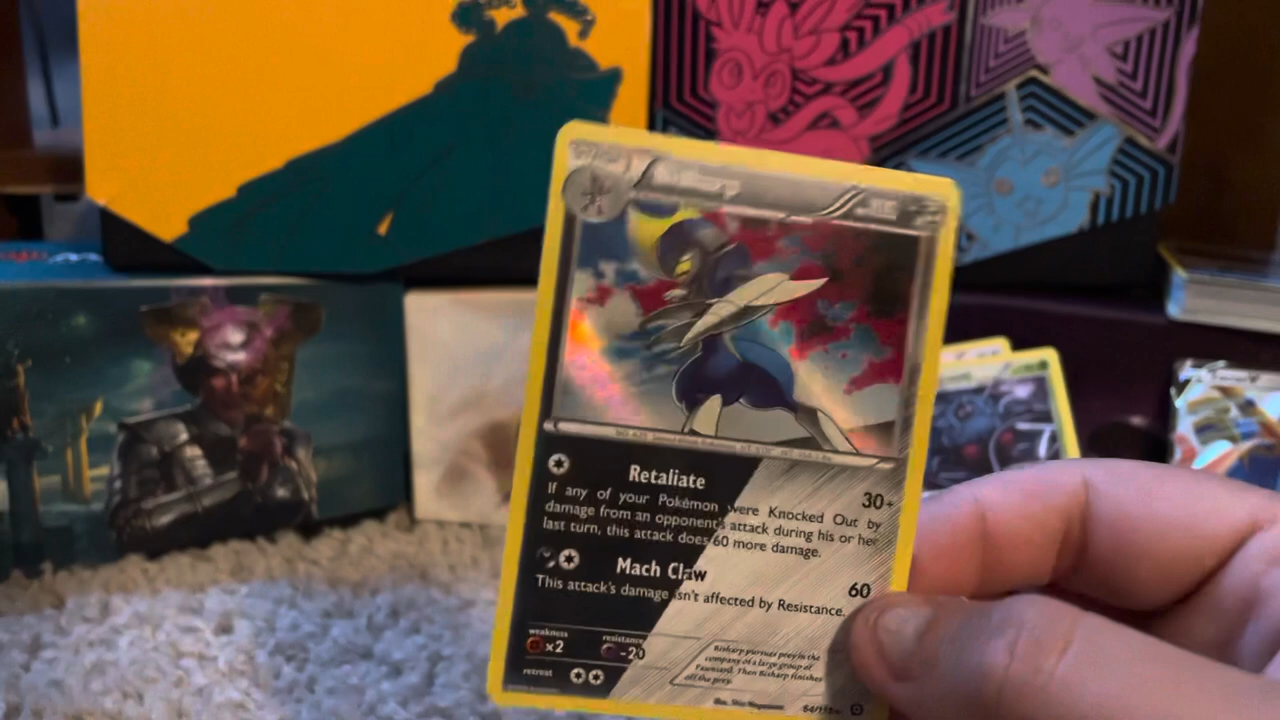 Retaliate
30+
If any of your Pokémon were Knocked Out by
damage from an opponent's attack during his or her
last turn, this attack does 60 more damage.
Mach Claw
60
This attack's damage isn't affected by Resistance.
weakness
x2
resistance
-20
Bisharp pursues prey in the
company of a large group of
Pawniard. Then Bisharp finishes
off the prey.
retreat